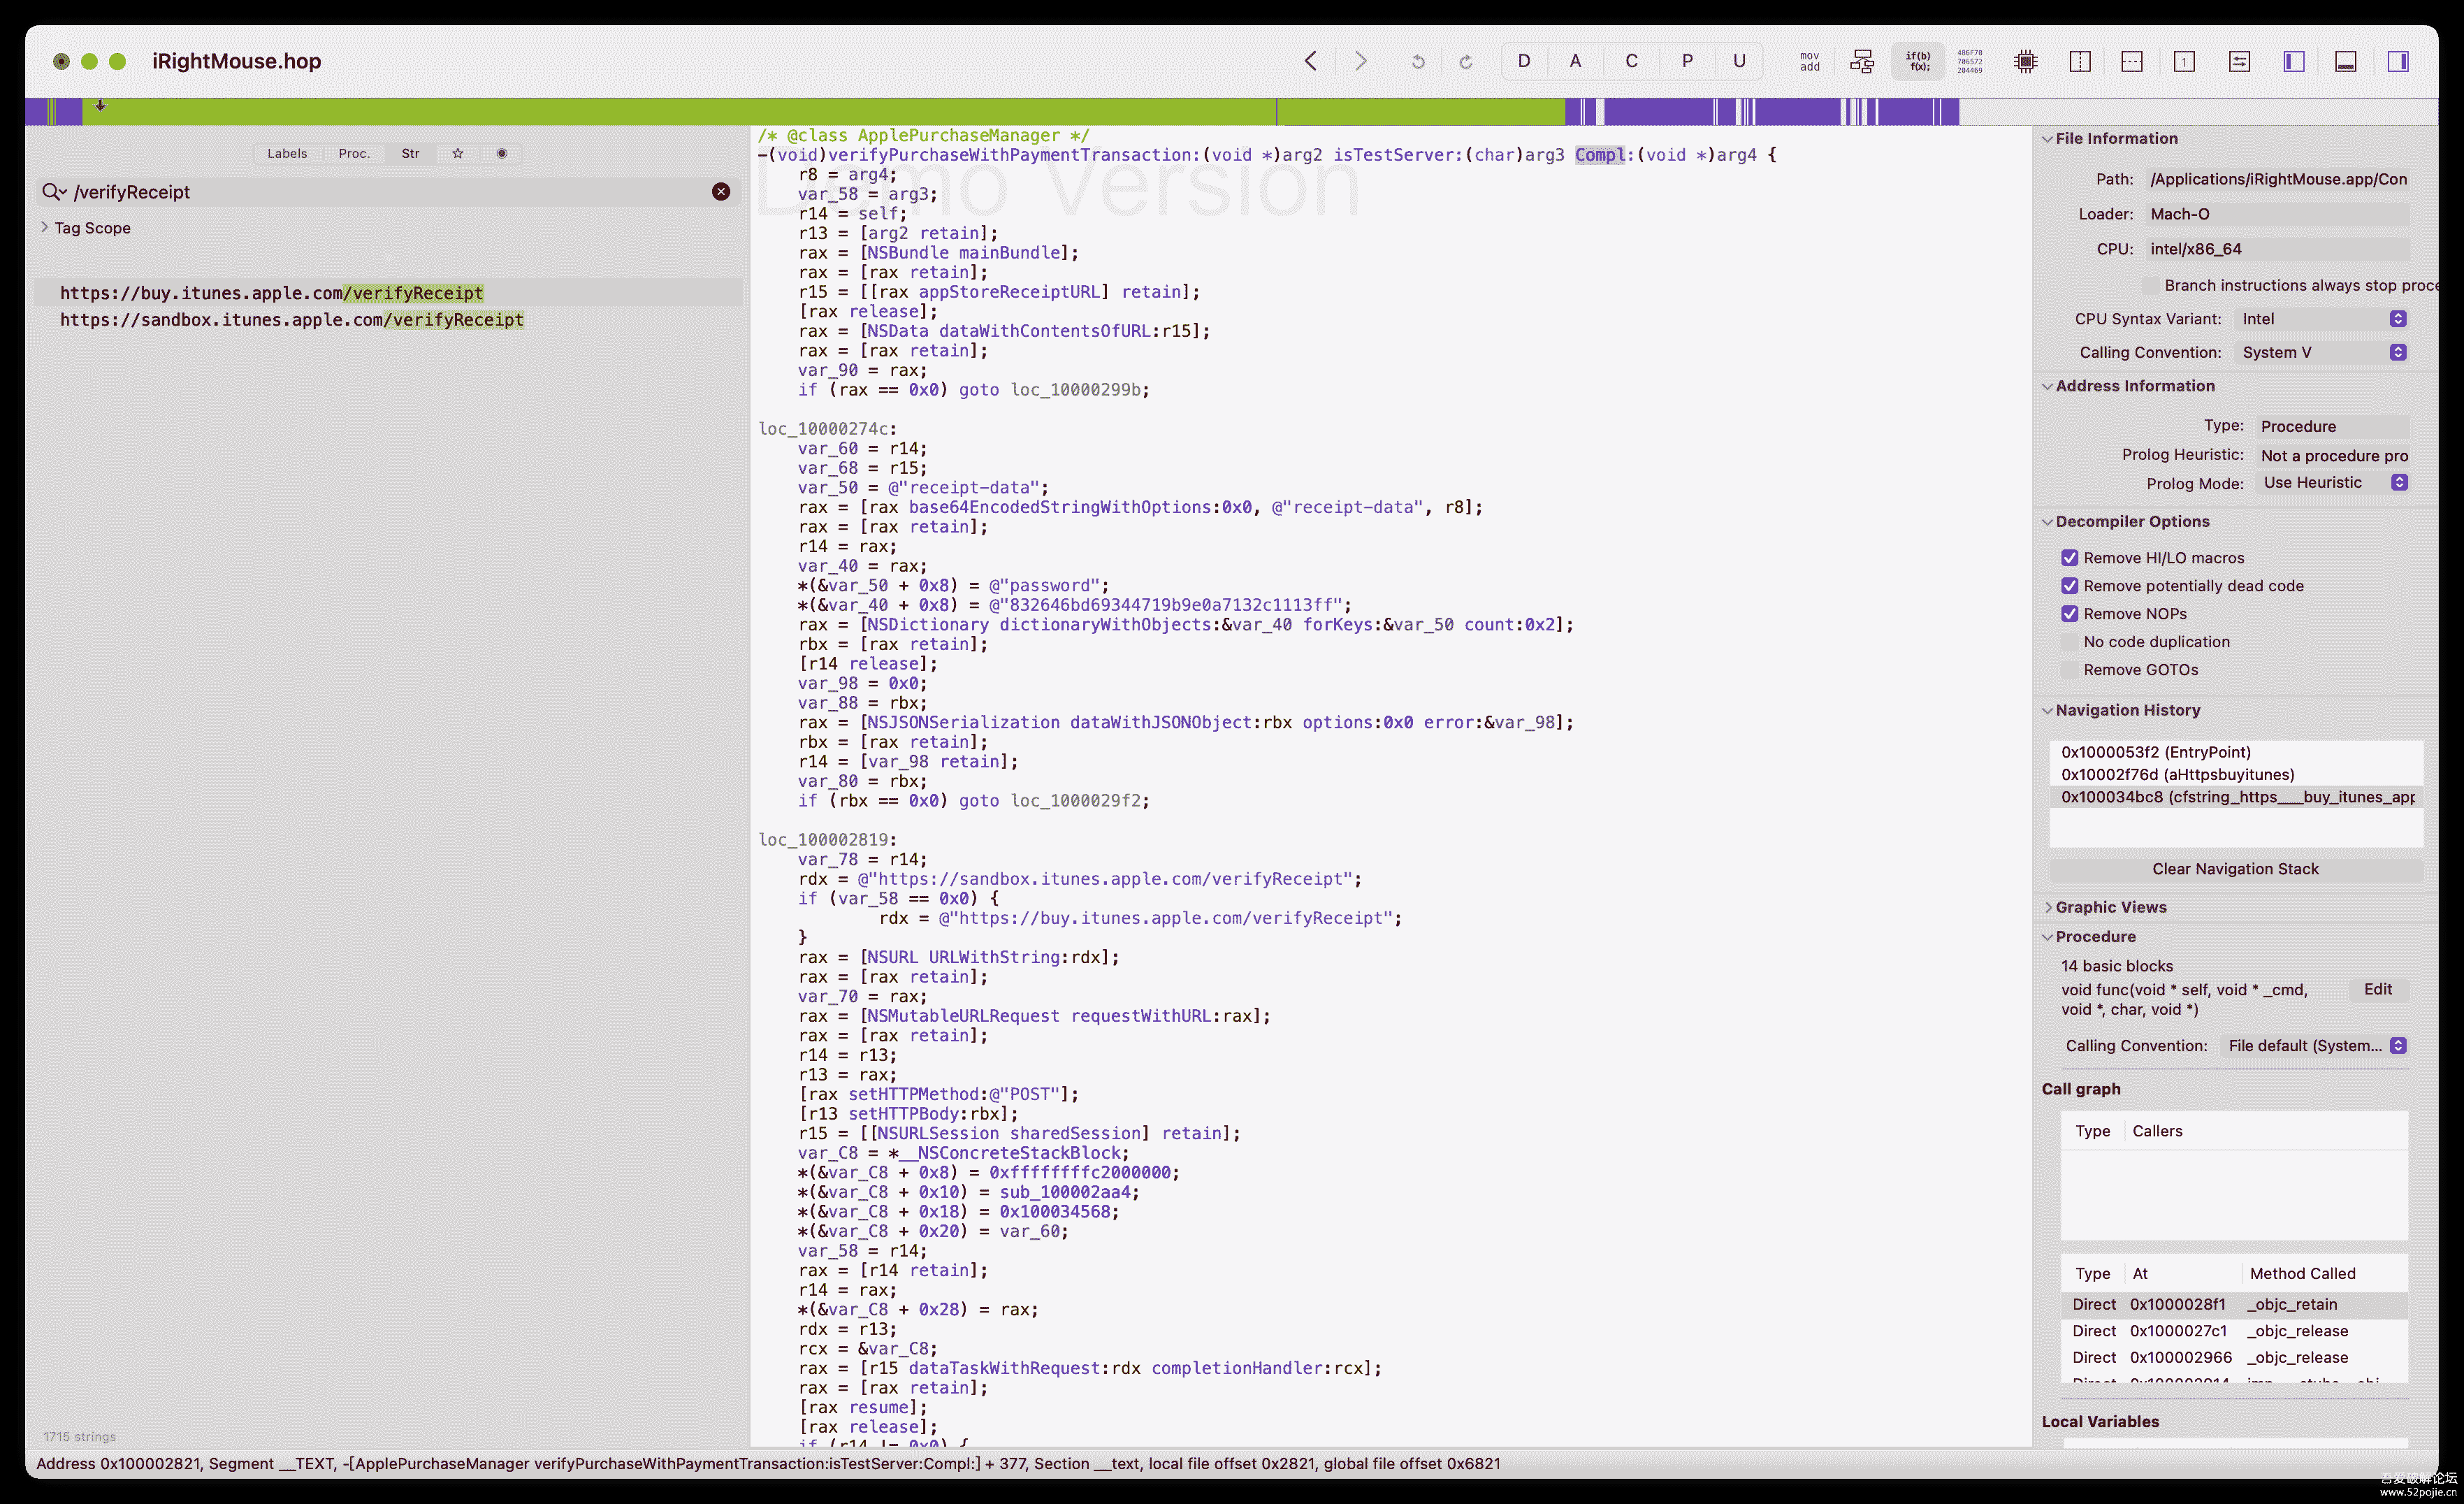 iRightMouse.hop
D A C P U
mov
add
if(b)
f(x);
486F70
706572
204469
1
Labels Proc. Str
/verifyReceipt
Tag Scope
https://buy.itunes.apple.com/verifyReceipt
https://sandbox.itunes.apple.com/verifyReceipt
1715 strings
Demo Version
/* @class ApplePurchaseManager */
-(void)verifyPurchaseWithPaymentTransaction:(void *)arg2 isTestServer:(char)arg3 Compl:(void *)arg4 {
r8 = arg4;
var_58 = arg3;
r14 = self;
r13 = [arg2 retain];
rax = [NSBundle mainBundle];
rax = [rax retain];
r15 = [[rax appStoreReceiptURL] retain];
[rax release];
rax = [NSData dataWithContentsOfURL:r15];
rax = [rax retain];
var_90 = rax;
if (rax == 0x0) goto loc_10000299b;
loc_10000274c:
var_60 = r14;
var_68 = r15;
var_50 = @"receipt-data";
rax = [rax base64EncodedStringWithOptions:0x0, @"receipt-data", r8];
rax = [rax retain];
r14 = rax;
var_40 = rax;
*(&var_50 + 0x8) = @"password";
*(&var_40 + 0x8) = @"832646bd69344719b9e0a7132c1113ff";
rax = [NSDictionary dictionaryWithObjects:&var_40 forKeys:&var_50 count:0x2];
rbx = [rax retain];
[r14 release];
var_98 = 0x0;
var_88 = rbx;
rax = [NSJSONSerialization dataWithJSONObject:rbx options:0x0 error:&var_98];
rbx = [rax retain];
r14 = [var_98 retain];
var_80 = rbx;
if (rbx == 0x0) goto loc_1000029f2;
loc_100002819:
var_78 = r14;
rdx = @"https://sandbox.itunes.apple.com/verifyReceipt";
if (var_58 == 0x0) {
rdx = @"https://buy.itunes.apple.com/verifyReceipt";
}
rax = [NSURL URLWithString:rdx];
rax = [rax retain];
var_70 = rax;
rax = [NSMutableURLRequest requestWithURL:rax];
rax = [rax retain];
r14 = r13;
r13 = rax;
[rax setHTTPMethod:@"POST"];
[r13 setHTTPBody:rbx];
r15 = [[NSURLSession sharedSession] retain];
var_C8 = *__NSConcreteStackBlock;
*(&var_C8 + 0x8) = 0xffffffffc2000000;
*(&var_C8 + 0x10) = sub_100002aa4;
*(&var_C8 + 0x18) = 0x100034568;
*(&var_C8 + 0x20) = var_60;
var_58 = r14;
rax = [r14 retain];
r14 = rax;
*(&var_C8 + 0x28) = rax;
rdx = r13;
rcx = &var_C8;
rax = [r15 dataTaskWithRequest:rdx completionHandler:rcx];
rax = [rax retain];
[rax resume];
[rax release];
if (r14 != 0x0) {
File Information
Path: /Applications/iRightMouse.app/Con
Loader: Mach-O
CPU: intel/x86_64
Branch instructions always stop proce
CPU Syntax Variant: Intel
Calling Convention: System V
Address Information
Type: Procedure
Prolog Heuristic: Not a procedure pro
Prolog Mode: Use Heuristic
Decompiler Options
Remove HI/LO macros
Remove potentially dead code
Remove NOPs
No code duplication
Remove GOTOs
Navigation History
0x1000053f2 (EntryPoint)
0x10002f76d (aHttpsbuyitunes)
0x100034bc8 (cfstring_https___buy_itunes_app
Clear Navigation Stack
Graphic Views
Procedure
14 basic blocks
void func(void * self, void * _cmd,
void *, char, void *)
Edit
Calling Convention: File default (System...
Call graph
Type Callers
Type At Method Called
Direct 0x1000028f1 _objc_retain
Direct 0x1000027c1 _objc_release
Direct 0x100002966 _objc_release
Local Variables
Address 0x100002821, Segment __TEXT, -[ApplePurchaseManager verifyPurchaseWithPaymentTransaction:isTestServer:Compl:] + 377, Section __text, local file offset 0x2821, global file offset 0x6821
吾爱破解论坛
www.52pojie.cn